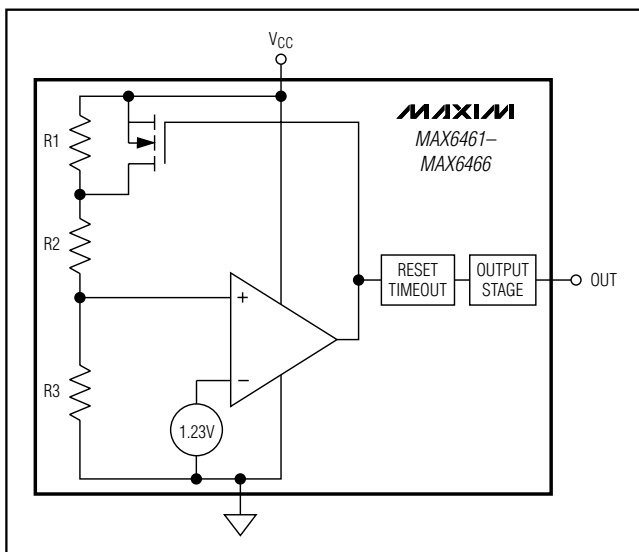 VCC
MAXIM
MAX6461–
MAX6466
R1
R2
R3
+
−
1.23V
RESET
TIMEOUT
OUTPUT
STAGE
OUT